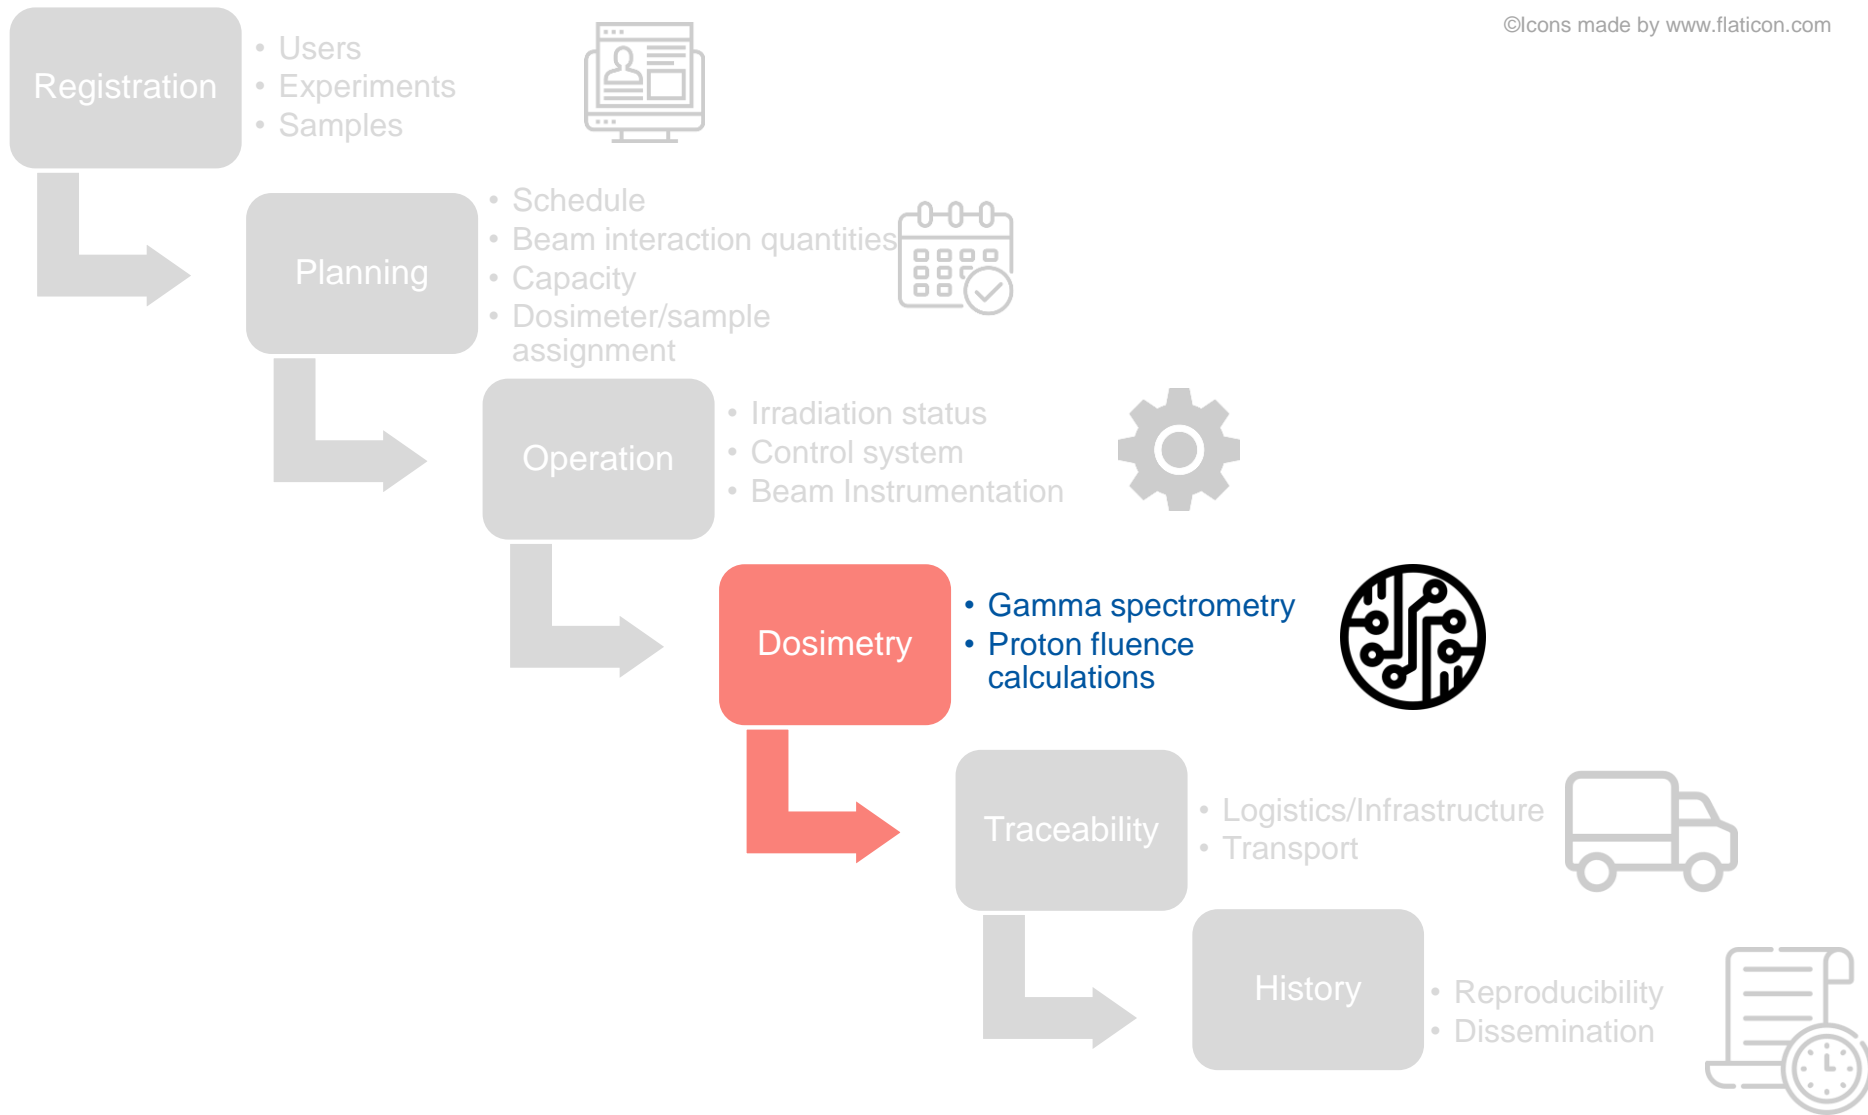 ©Icons made by www.flaticon.com
Registration
• Users
• Experiments
• Samples
Planning
• Schedule
• Beam interaction quantities
• Capacity
• Dosimeter/sample
assignment
Operation
• Irradiation status
• Control system
• Beam Instrumentation
Dosimetry
• Gamma spectrometry
• Proton fluence
calculations
Traceability
• Logistics/Infrastructure
• Transport
History
• Reproducibility
• Dissemination